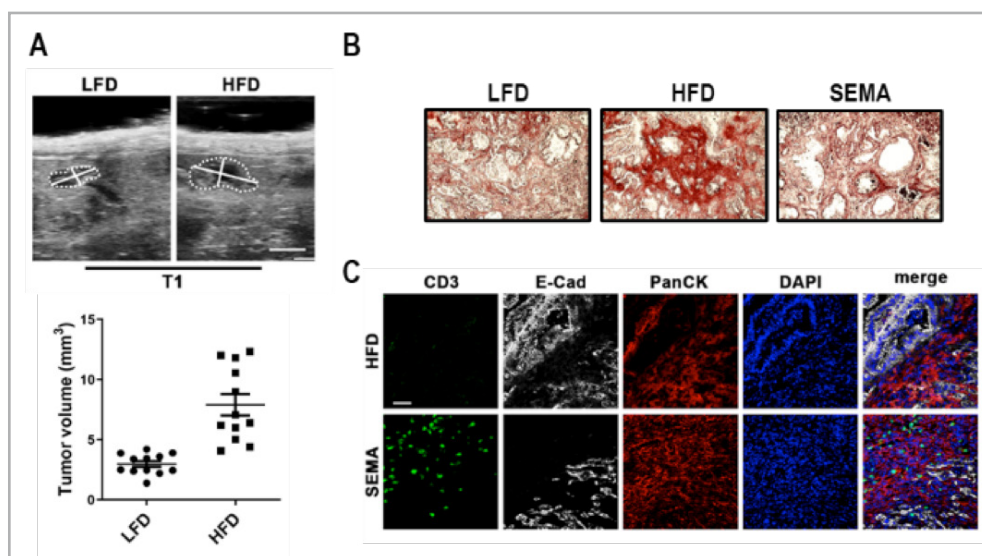 A
LFD HFD
T1
Tumor volume (mm³)
15
10
5
0
LFD HFD
B
LFD HFD SEMA
C
CD3 E-Cad PanCK DAPI merge
HFD
SEMA